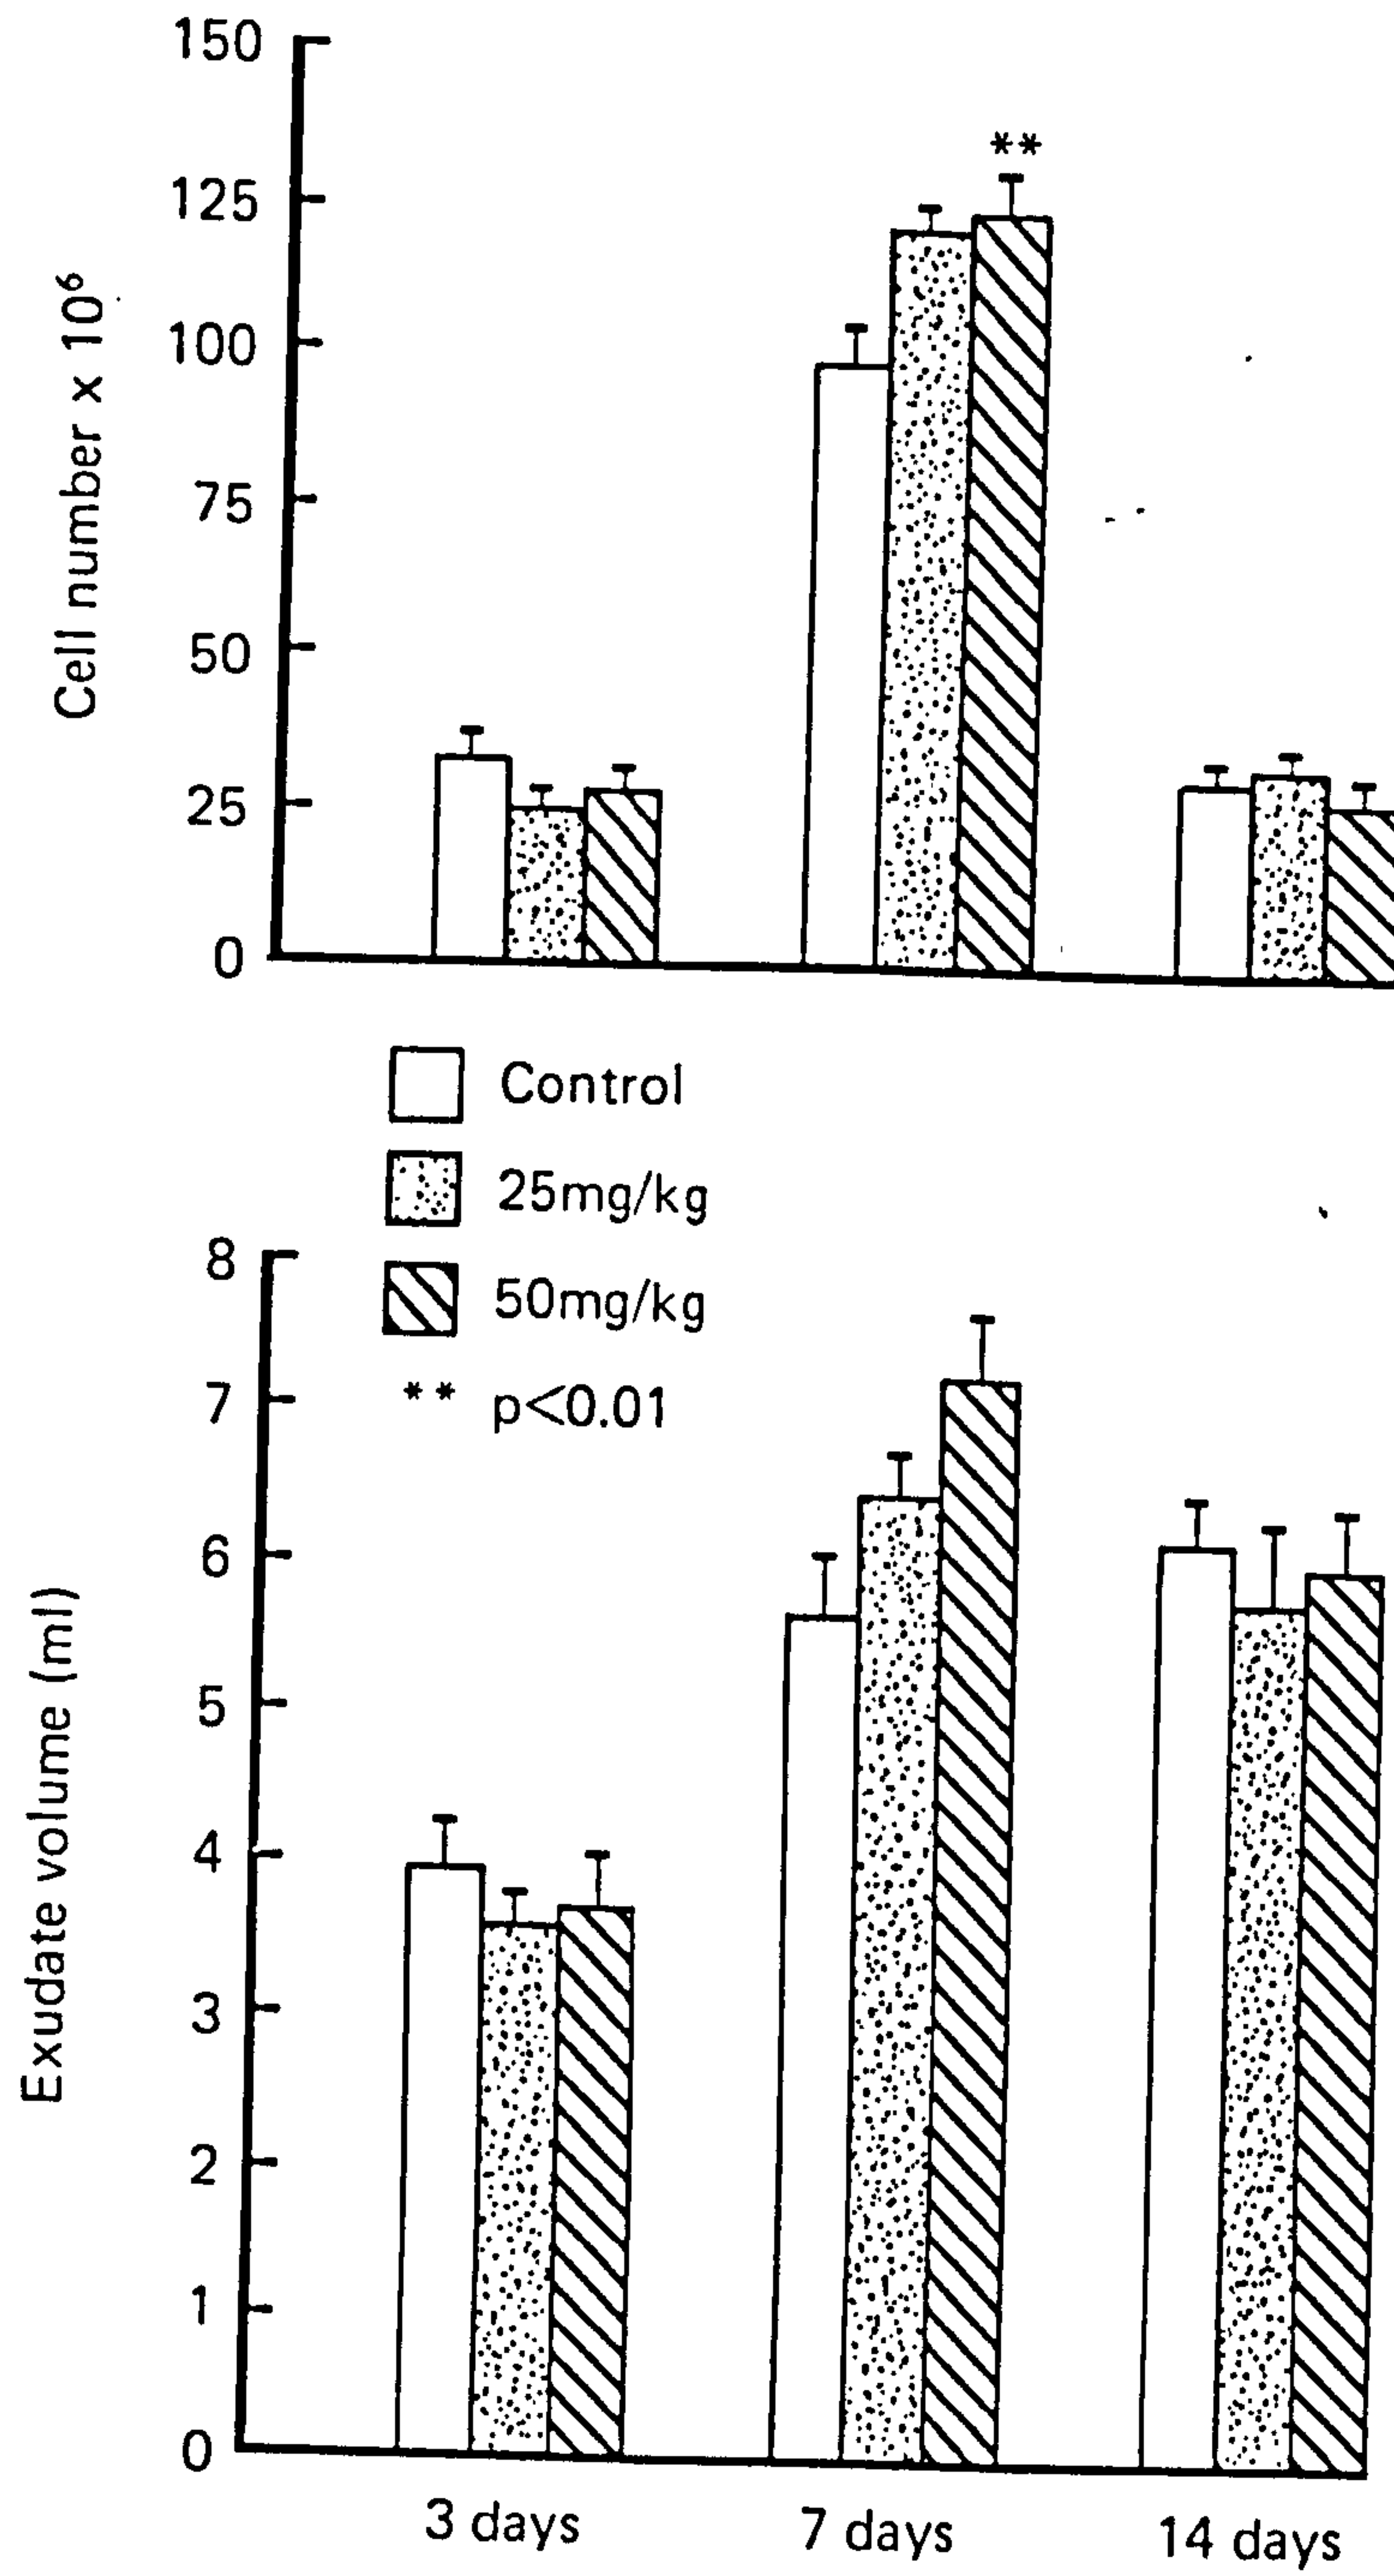 150
125
100
75
50
25
0
Cell number x 10⁶
**
Control
25mg/kg
50mg/kg
** p<0.01
8
7
6
5
4
3
2
1
0
Exudate volume (ml)
3 days
7 days
14 days